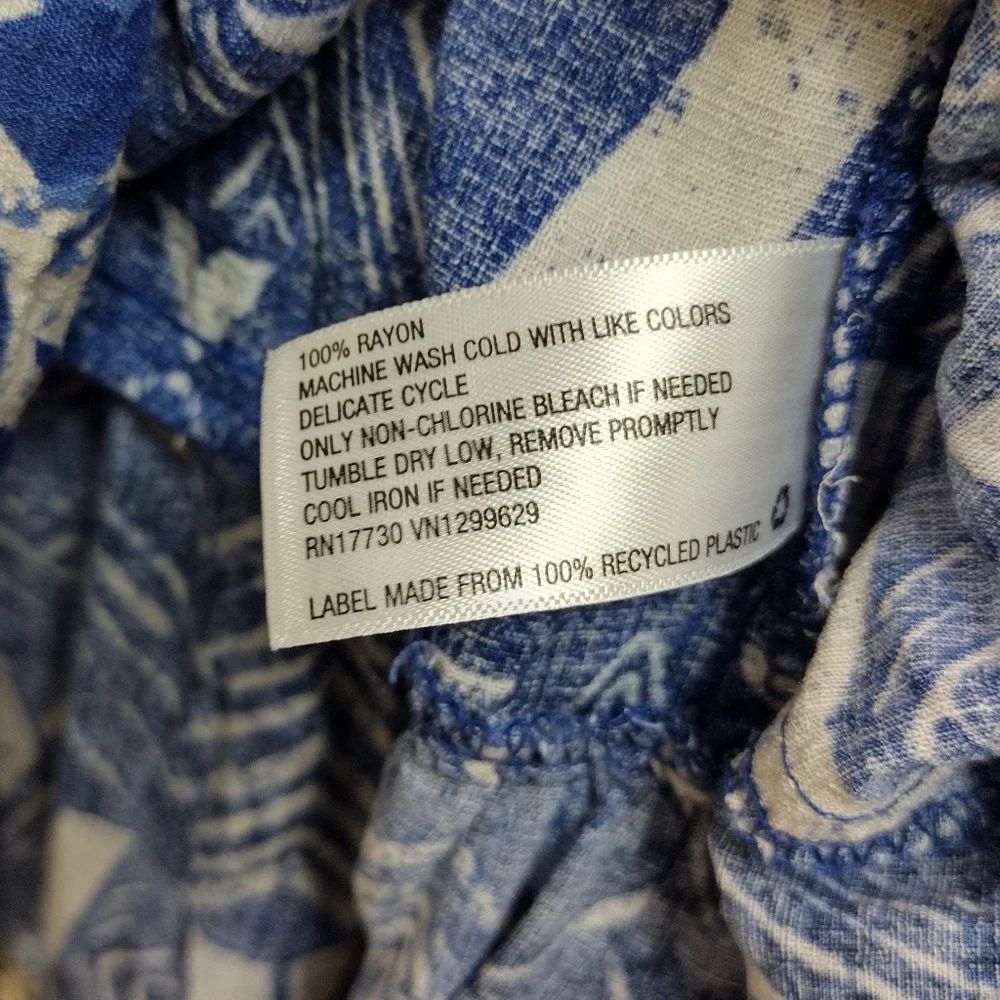 100% RAYON
MACHINE WASH COLD WITH LIKE COLORS
DELICATE CYCLE
ONLY NON-CHLORINE BLEACH IF NEEDED
TUMBLE DRY LOW, REMOVE PROMPTLY
COOL IRON IF NEEDED
RN17730 VN1299629
LABEL MADE FROM 100% RECYCLED PLASTIC